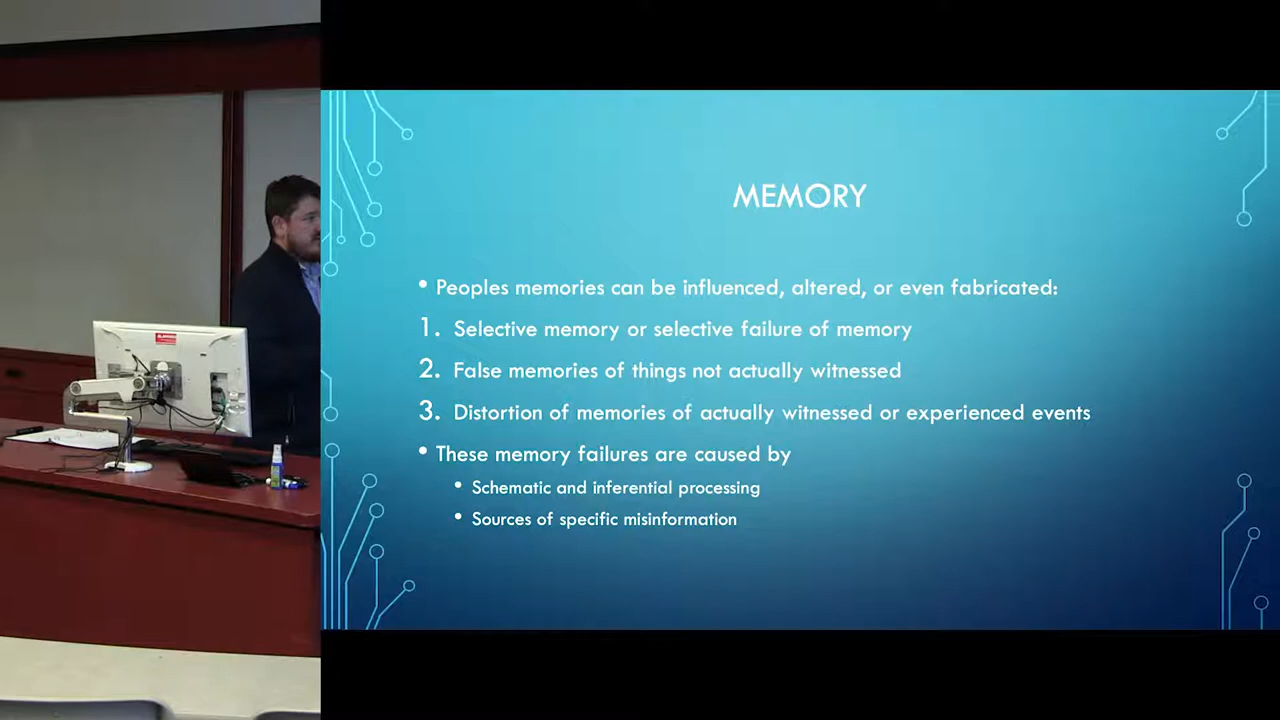 MEMORY
• Peoples memories can be influenced, altered, or even fabricated:
1. Selective memory or selective failure of memory
2. False memories of things not actually witnessed
3. Distortion of memories of actually witnessed or experienced events
• These memory failures are caused by
• Schematic and inferential processing
• Sources of specific misinformation